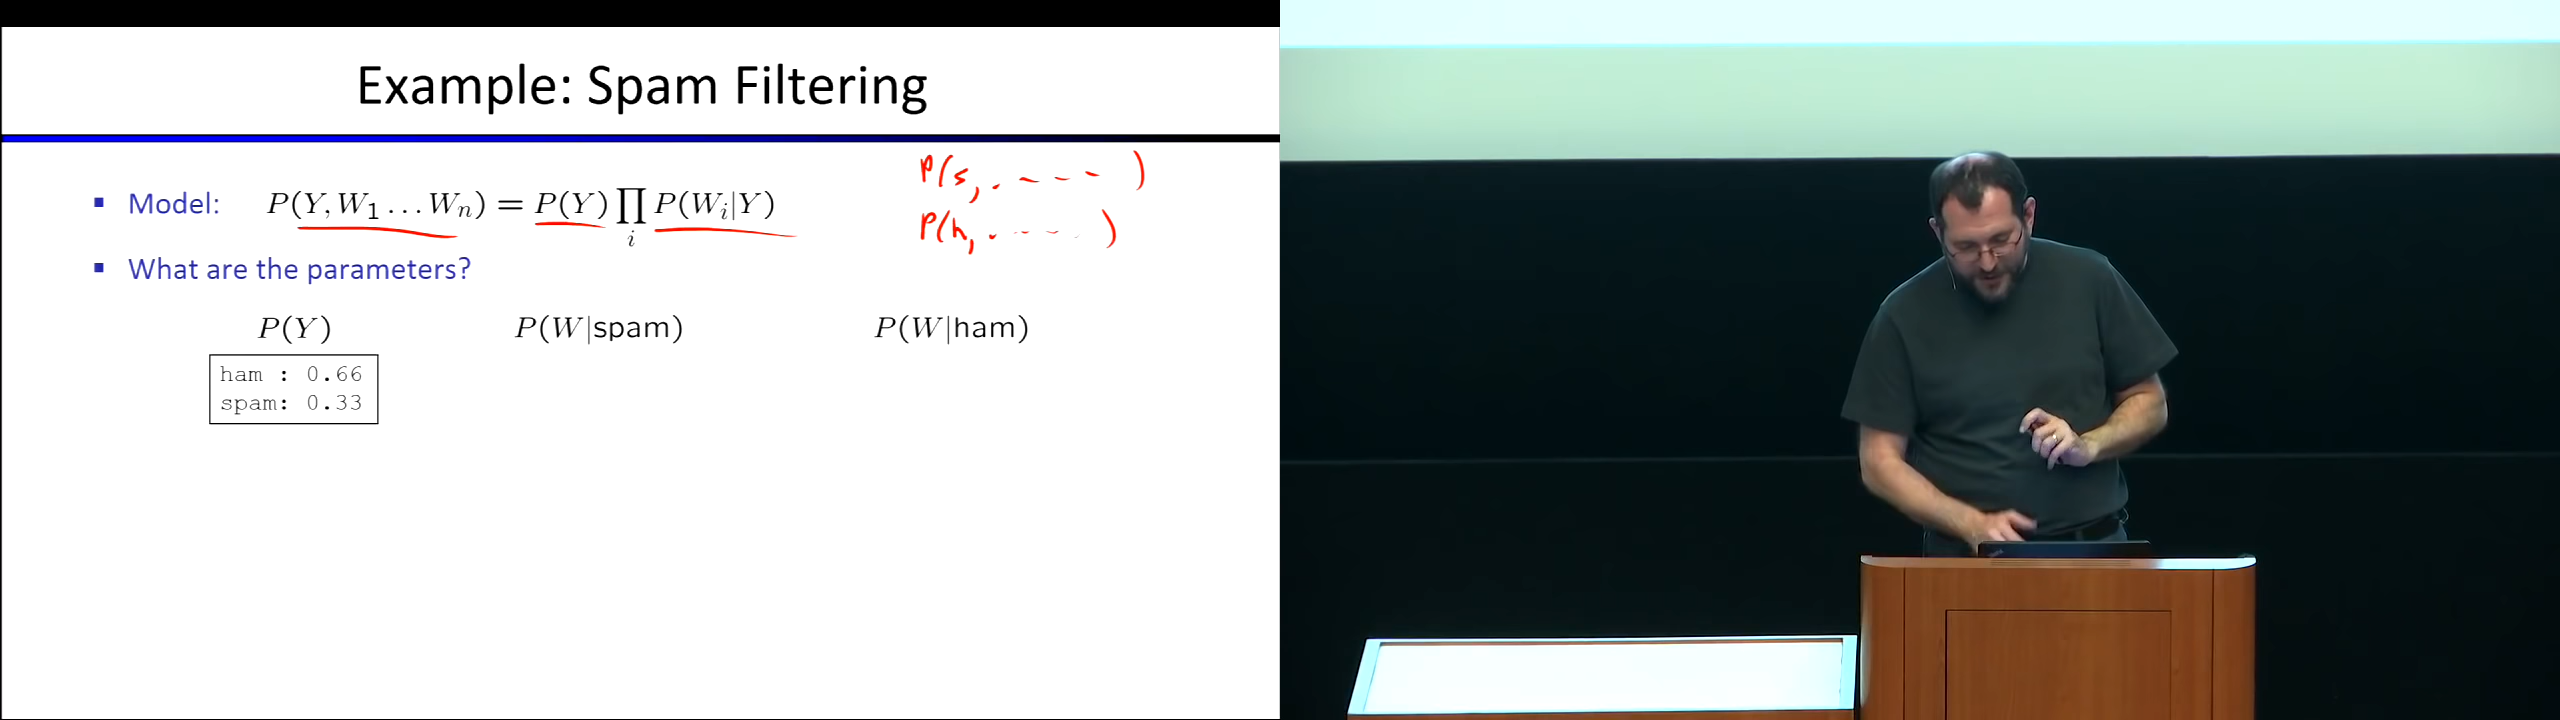 Example: Spam Filtering
▪ Model: P(Y, W₁ … Wₙ) = P(Y) ∏ᵢ P(Wᵢ|Y)
P(s, . - - - - )
P(h, . - - - - )
▪ What are the parameters?
P(Y) P(W|spam) P(W|ham)
ham : 0.66
spam: 0.33